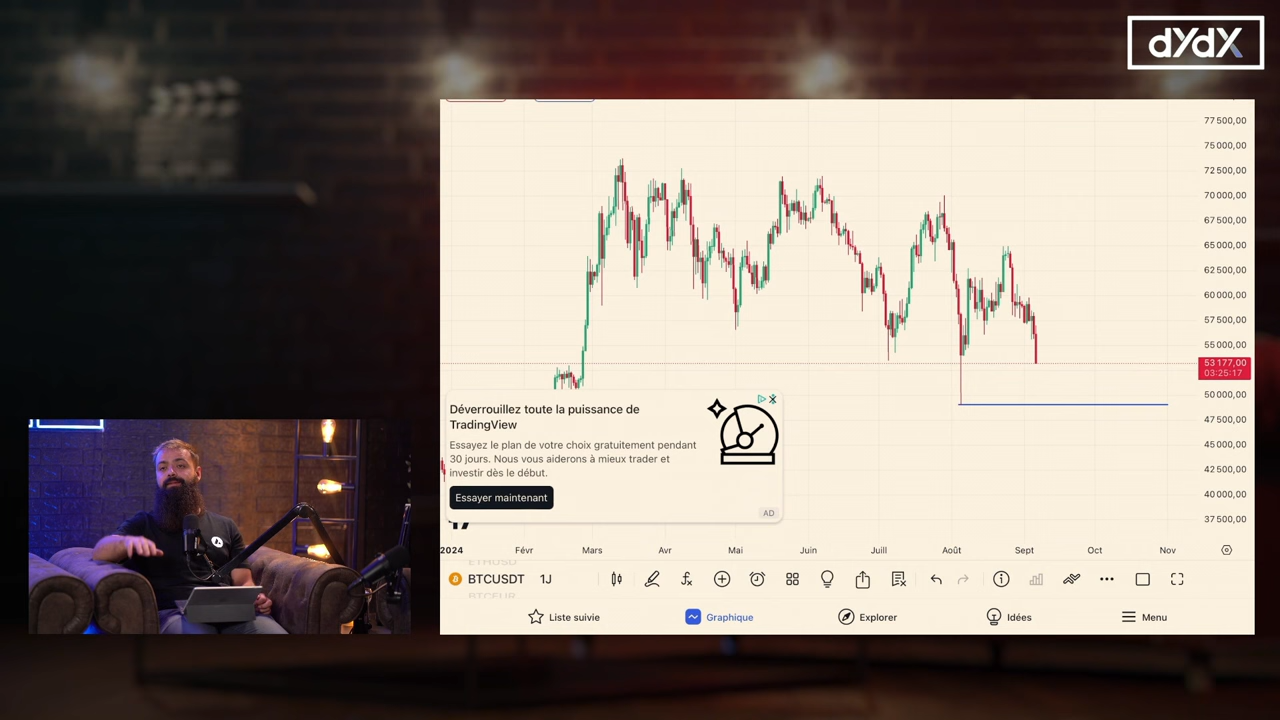 dYdX
77 500,00
75 000,00
72 500,00
70 000,00
67 500,00
65 000,00
62 500,00
60 000,00
57 500,00
55 000,00
53 177,00
03:25:17
50 000,00
47 500,00
45 000,00
42 500,00
40 000,00
37 500,00
Déverrouillez toute la puissance de
TradingView
Essayez le plan de votre choix gratuitement pendant
30 jours. Nous vous aiderons à mieux trader et
investir dès le début.
Essayer maintenant
AD
2024 Févr Mars Avr Mai Juin Juill Août Sept Oct Nov
BTCUSDT 1J
BTCEUR
Liste suivie Graphique Explorer Idées Menu